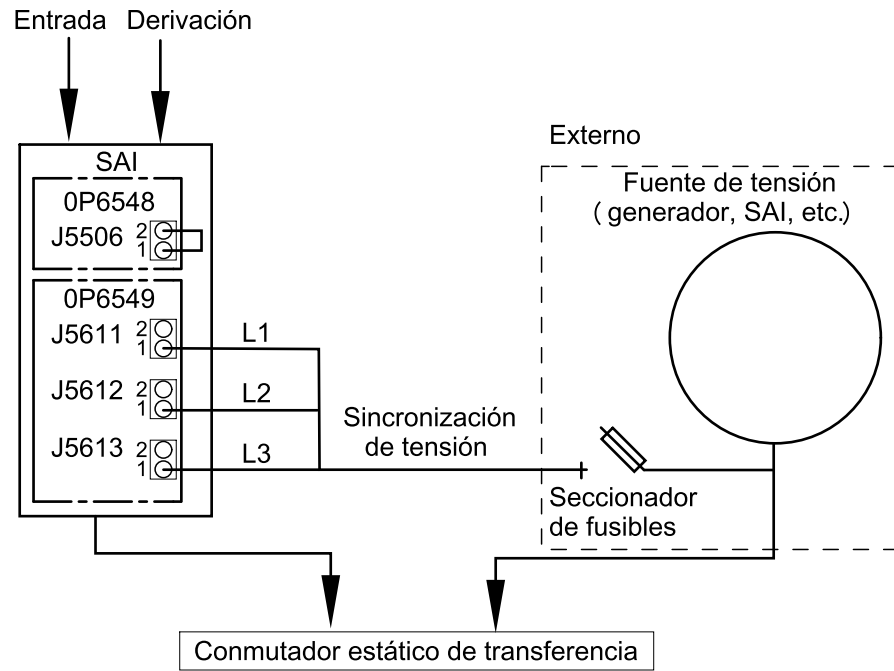 Entrada Derivación
SAI
0P6548
J5506 2
1
0P6549
J5611 2
1
L1
J5612 2
1
L2
J5613 2
1
L3
Sincronización
de tensión
Externo
Fuente de tensión
( generador, SAI, etc.)
Seccionador
de fusibles
Conmutador estático de transferencia